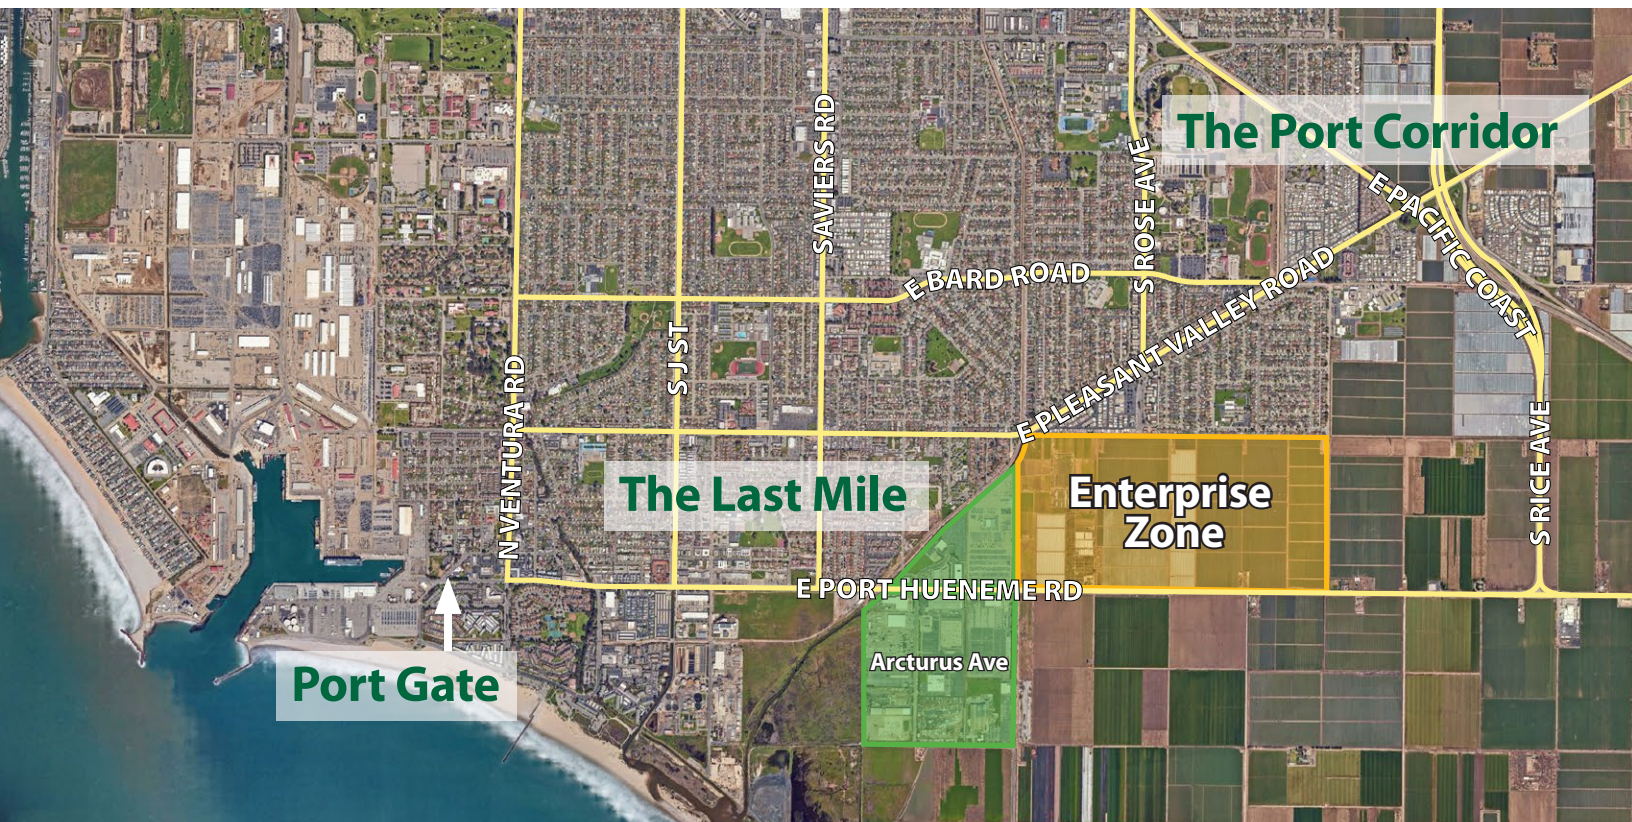 The Port Corridor
SAVIERS RD
S ROSE AVE
E PACIFIC COAST
E BARD ROAD
E PLEASANT VALLEY ROAD
S J ST
N VENTURA RD
S RICE AVE
The Last Mile
Enterprise
Zone
E PORT HUENEME RD
Arcturus Ave
Port Gate